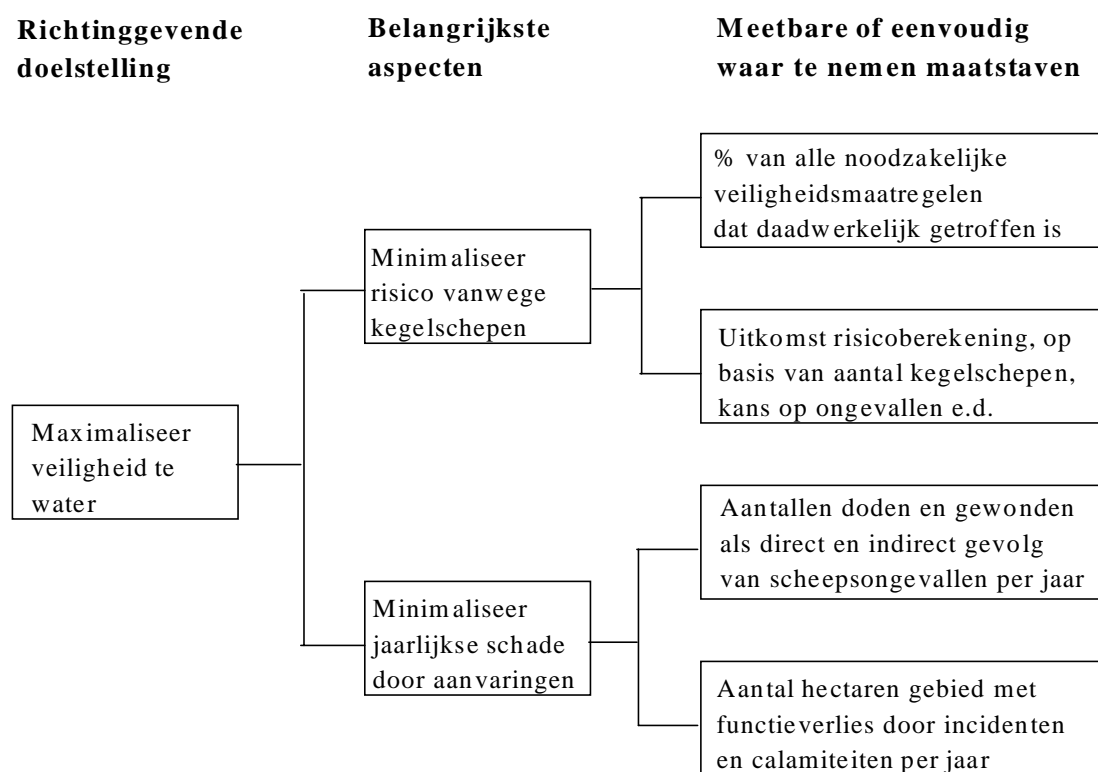 Richtinggevende
doelstelling
Belangrijkste
aspecten
Meetbare of eenvoudig
waar te nemen maatstaven
% van alle noodzakelijke
veiligheidsmaatregelen
dat daadwerkelijk getroffen is
Minimaliseer
risico vanwege
kegelschepen
Uitkomst risicoberekening, op
basis van aantal kegelschepen,
kans op ongevallen e.d.
Maximaliseer
veiligheid te
water
Aantallen doden en gewonden
als direct en indirect gevolg
van scheepsongevallen per jaar
Minimaliseer
jaarlijkse schade
door aanvaringen
Aantal hectaren gebied met
functieverlies door incidenten
en calamiteiten per jaar